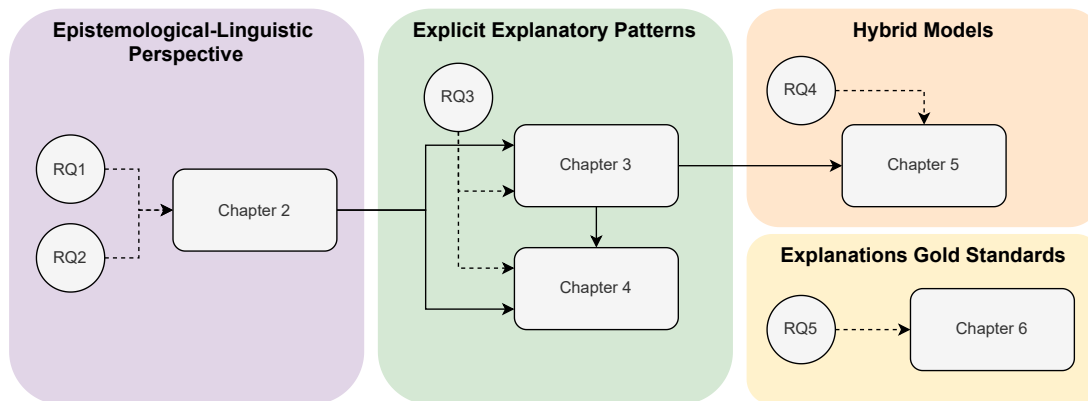 Epistemological-Linguistic
Perspective
RQ1
RQ2
Chapter 2
Explicit Explanatory Patterns
RQ3
Chapter 3
Chapter 4
Hybrid Models
RQ4
Chapter 5
Explanations Gold Standards
RQ5
Chapter 6